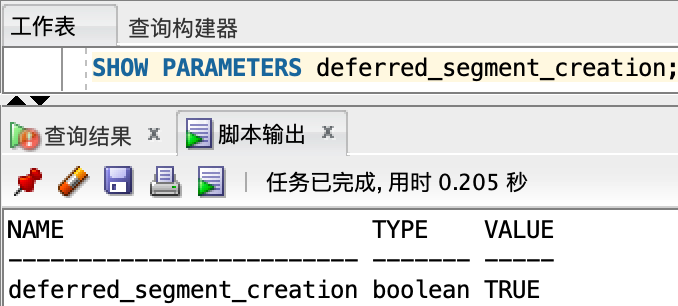 工作表 查询构建器
SHOW PARAMETERS deferred_segment_creation;
查询结果 x 脚本输出 x
任务已完成, 用时 0.205 秒
NAME TYPE VALUE
------------------------- ------- -----
deferred_segment_creation boolean TRUE